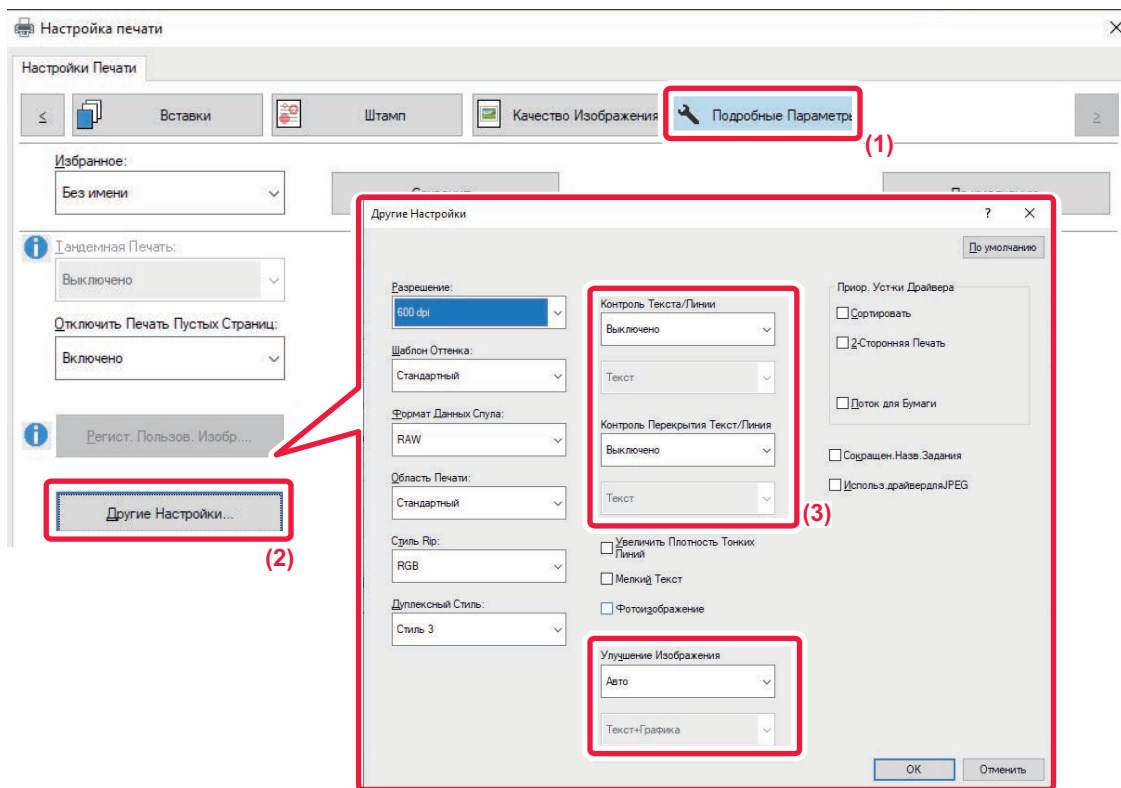 Настройка печати
Настройки Печати
<
Вставки
Штамп
Качество Изображения
Подробные Параметры
>
(1)
Избранное:
Без имени
Тандемная Печать:
Выключено
Отключить Печать Пустых Страниц:
Включено
Регист. Пользов. Изобр....
Другие Настройки...
(2)
Другие Настройки
?
По умолчанию
Разрешение:
600 dpi
Шаблон Оттенка:
Стандартный
Формат Данных Спула:
RAW
Область Печати:
Стандартный
Стиль Rip:
RGB
Дуплексный Стиль:
Стиль 3
Контроль Текста/Линии
Выключено
Текст
Контроль Перекрытия Текст/Линия
Выключено
Текст
(3)
Увеличить Плотность Тонких
Линий
Мелкий Текст
Фотоизображение
Улучшение Изображения
Авто
Текст+Графика
Приор. Уст-ки Драйвера
Сортировать
2-Сторонняя Печать
Лоток для Бумаги
Сокращен.Назв.Задания
Использ.драйвердляJPEG
OK
Отменить